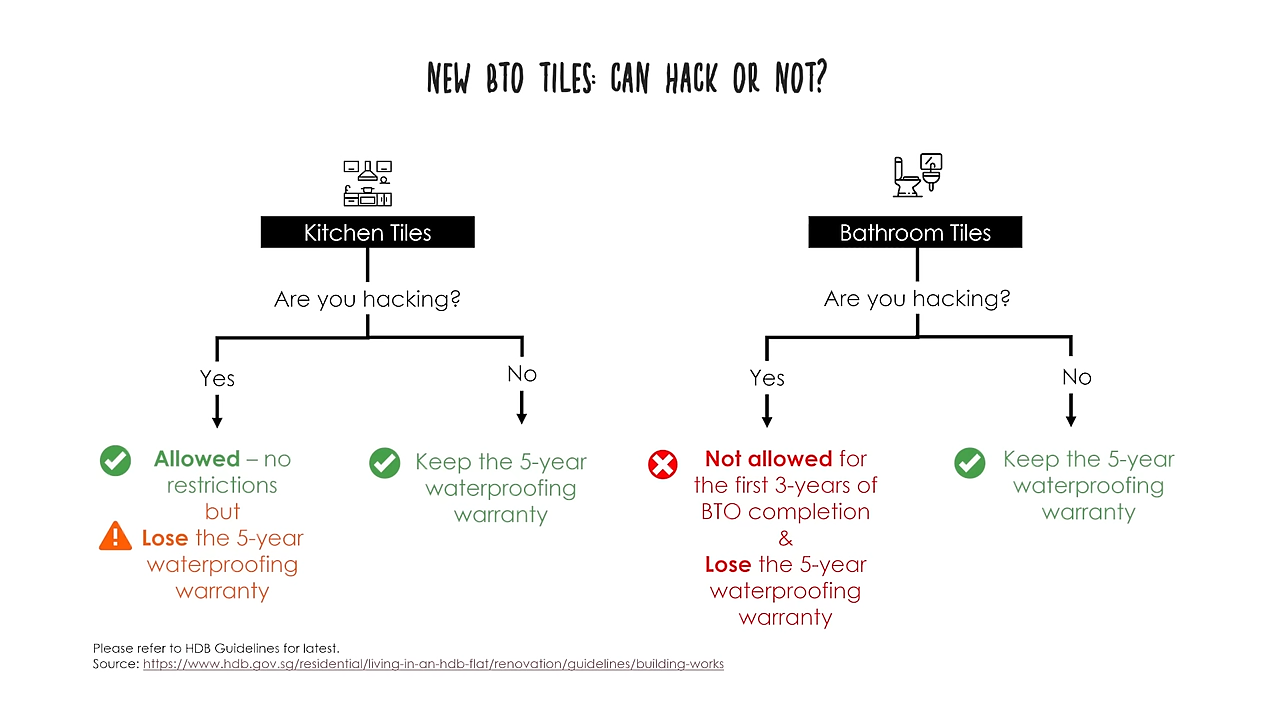 NEW BTO TILES: CAN HACK OR NOT?
Kitchen Tiles
Are you hacking?
Yes
No
Allowed – no
restrictions
but
Lose the 5-year
waterproofing
warranty
Keep the 5-year
waterproofing
warranty
Bathroom Tiles
Are you hacking?
Yes
No
Not allowed for
the first 3-years of
BTO completion
&
Lose the 5-year
waterproofing
warranty
Keep the 5-year
waterproofing
warranty
Please refer to HDB Guidelines for latest.
Source: https://www.hdb.gov.sg/residential/living-in-an-hdb-flat/renovation/guidelines/building-works